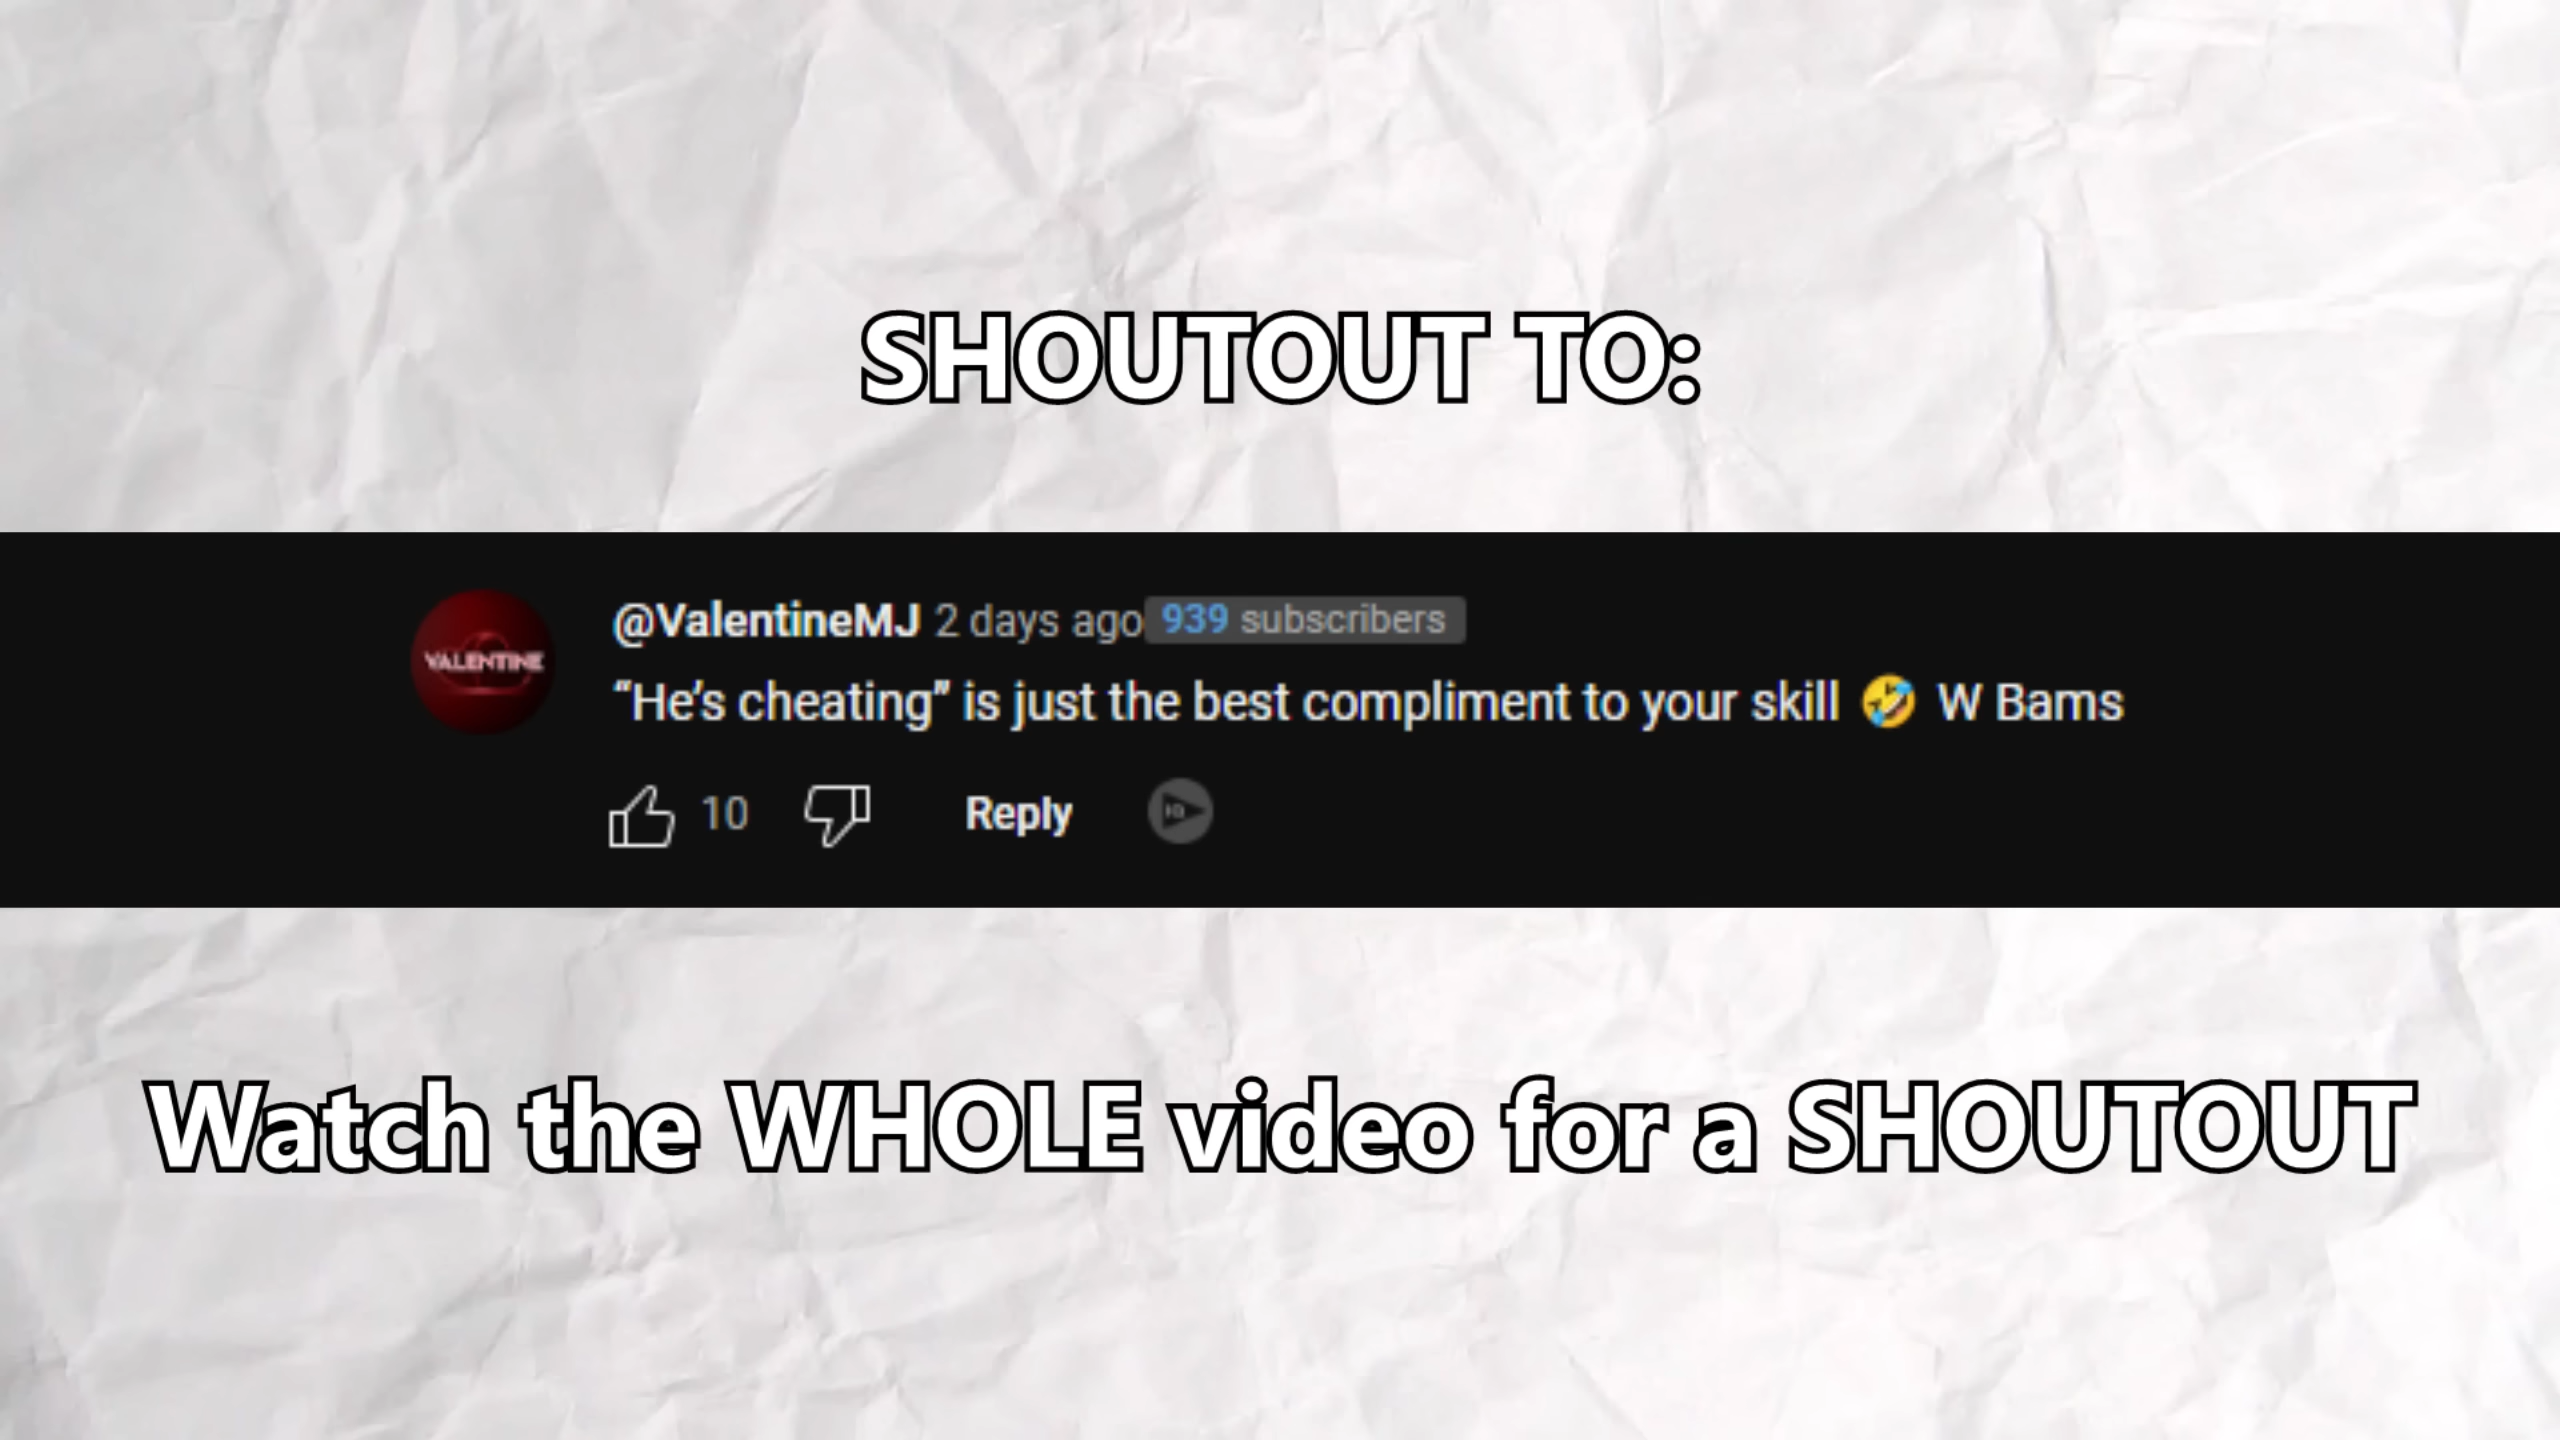 SHOUTOUT TO:
VALENTINE
@ValentineMJ 2 days ago 939 subscribers
“He’s cheating” is just the best compliment to your skill 🤣 W Bams
10 Reply
Watch the WHOLE video for a SHOUTOUT